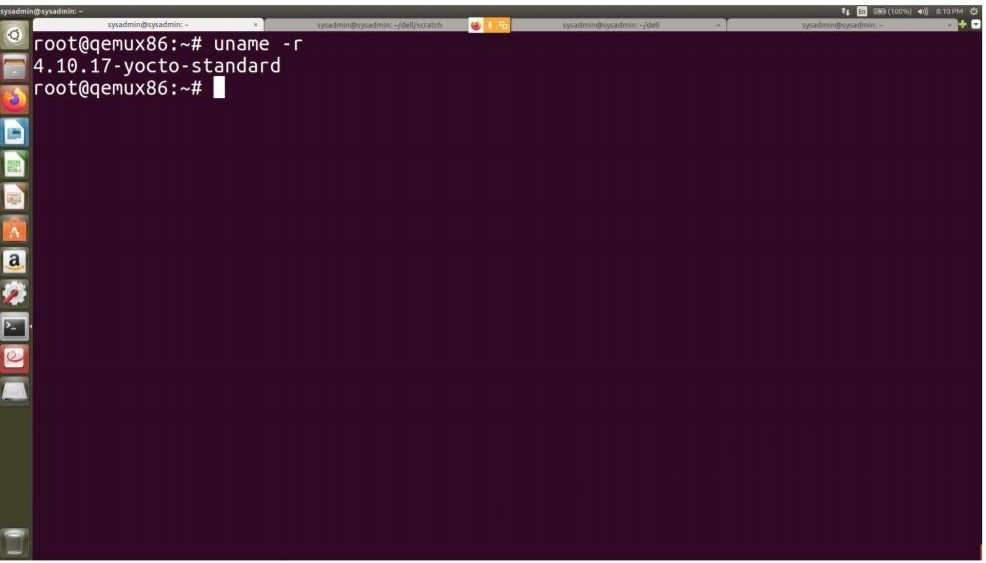 sysadmin@sysadmin: ~
En (100%) 8:10 PM
sysadmin@sysadmin: ~ × sysadmin@sysadmin: ~/dell/scratch sysadmin@sysadmin: ~/dell × sysadmin@sysadmin: ~ ×
root@qemux86:~# uname -r
4.10.17-yocto-standard
root@qemux86:~#